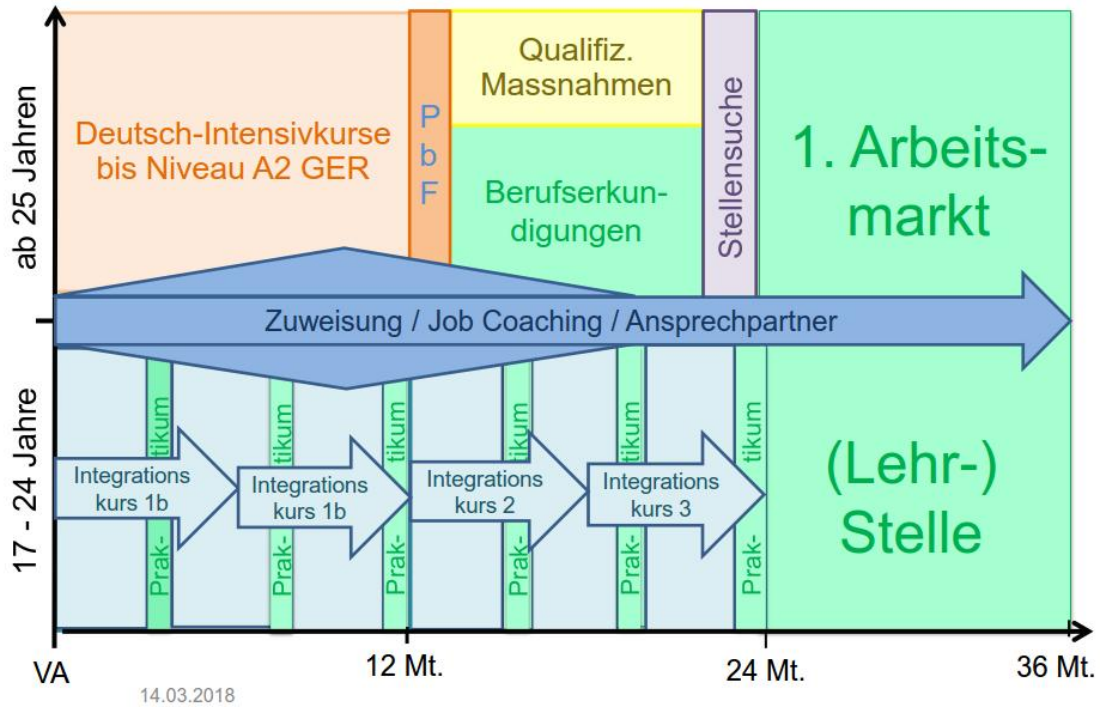 ab 25 Jahren
Deutsch-Intensivkurse
bis Niveau A2 GER
P
b
F
Qualifiz.
Massnahmen
Berufserkun-
digungen
Stellensuche
1. Arbeits-
markt
Zuweisung / Job Coaching / Ansprechpartner
17 - 24 Jahre
Prak- tikum
Prak- tikum
Prak- tikum
Prak- tikum
Prak- tikum
Prak- tikum
Integrations
kurs 1b
Integrations
kurs 1b
Integrations
kurs 2
Integrations
kurs 3
(Lehr-)
Stelle
VA
12 Mt.
24 Mt.
36 Mt.
14.03.2018